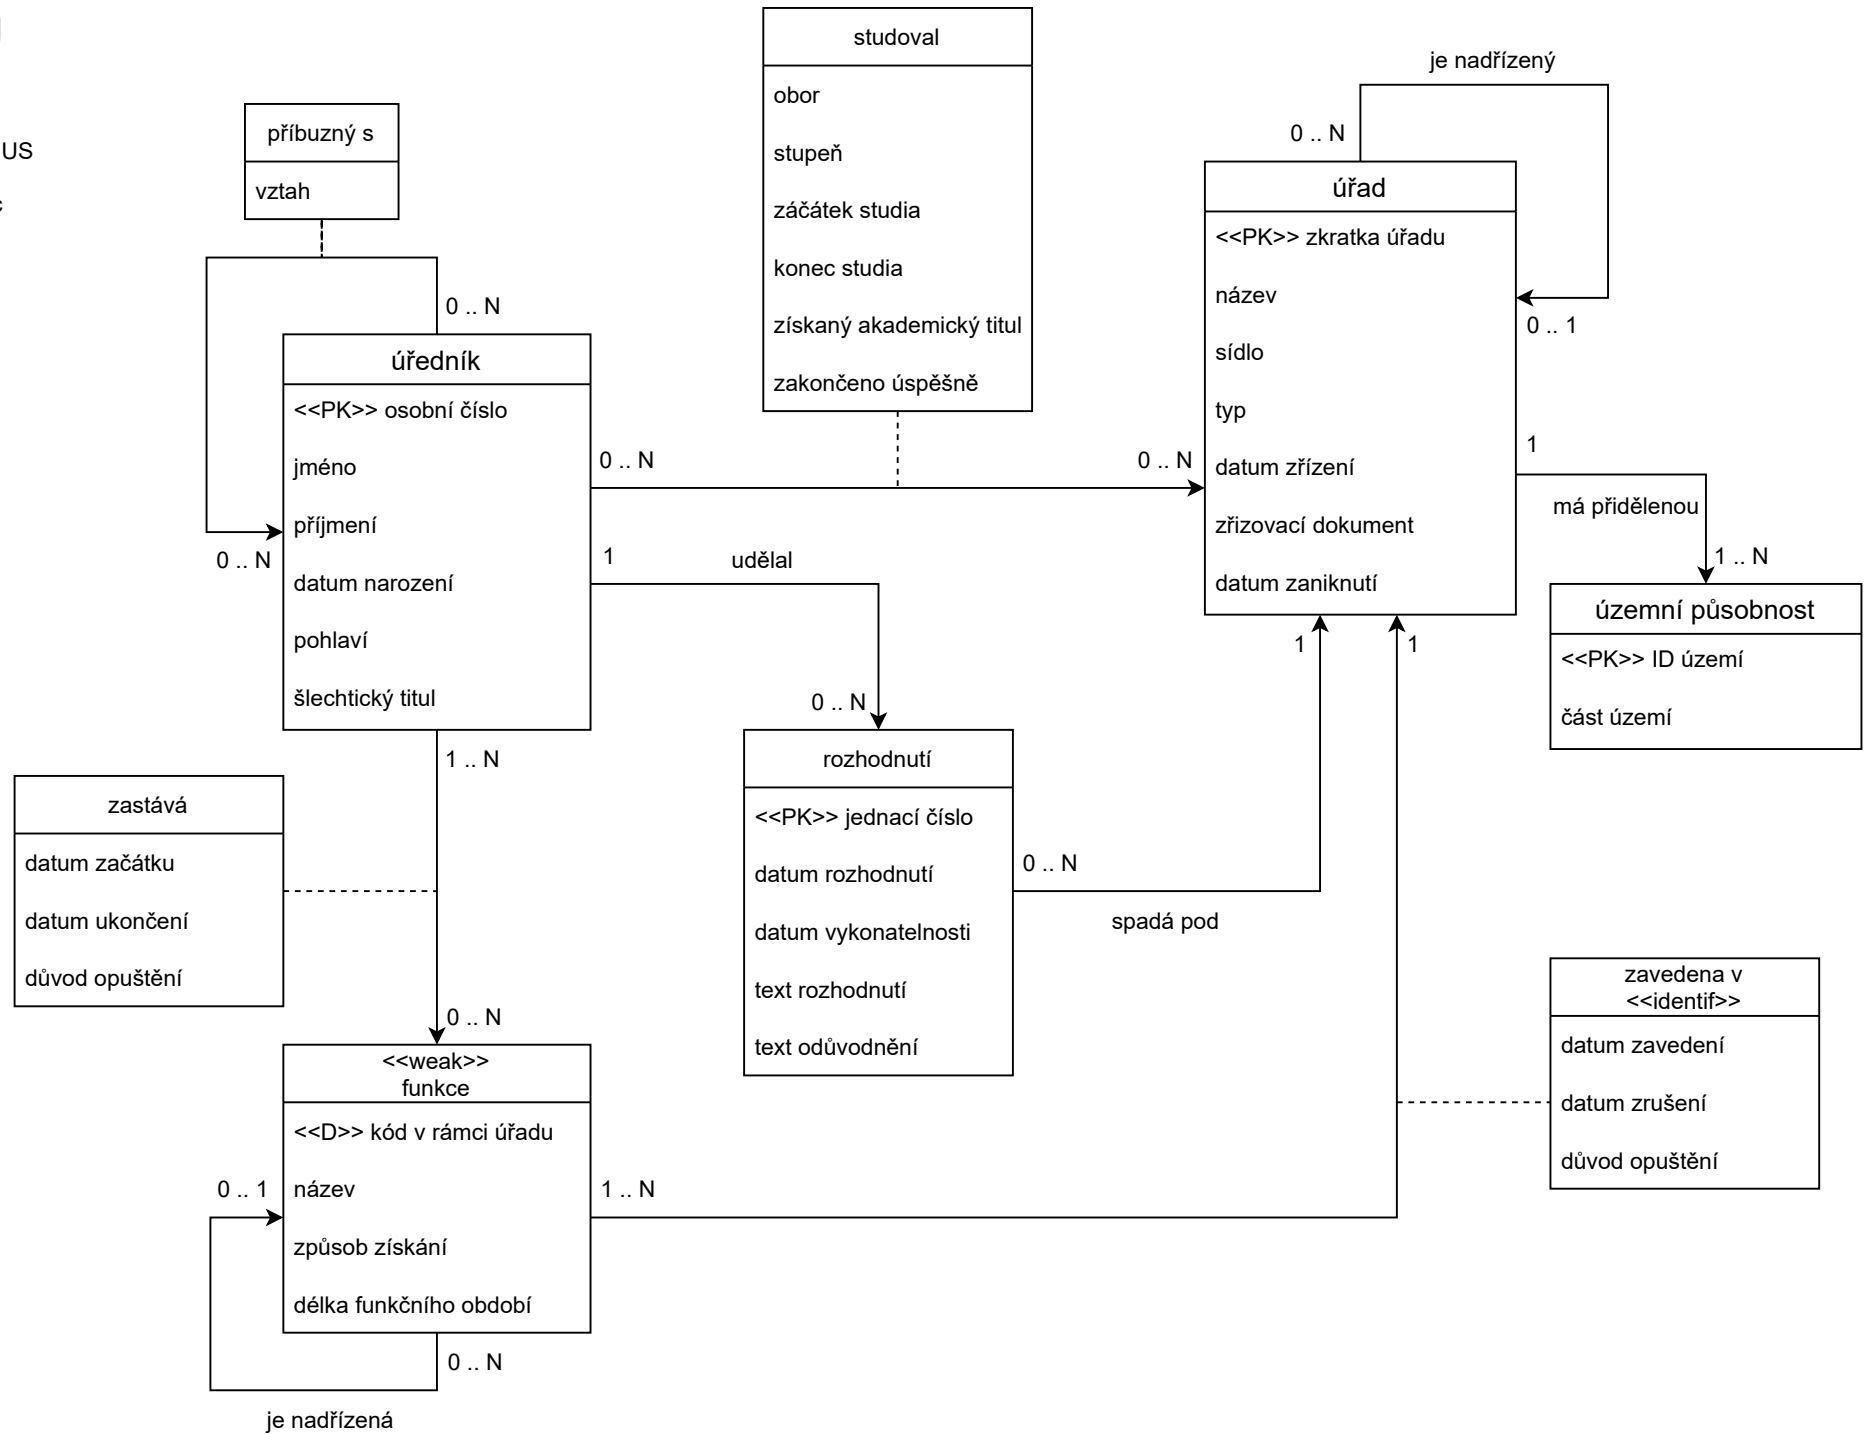 US
příbuzný s
vztah
0 .. N
0 .. N
úředník
<<PK>> osobní číslo
jméno
příjmení
datum narození
pohlaví
šlechtický titul
studoval
obor
stupeň
záčátek studia
konec studia
získaný akademický titul
zakončeno úspěšně
0 .. N
0 .. N
je nadřízený
0 .. N
0 .. 1
úřad
<<PK>> zkratka úřadu
název
sídlo
typ
datum zřízení
zřizovací dokument
datum zaniknutí
1
má přidělenou
1 .. N
územní působnost
<<PK>> ID území
část území
1
udělal
0 .. N
rozhodnutí
<<PK>> jednací číslo
datum rozhodnutí
datum vykonatelnosti
text rozhodnutí
text odůvodnění
0 .. N
spadá pod
1
1
1 .. N
zastává
datum začátku
datum ukončení
důvod opuštění
0 .. N
<<weak>>
funkce
<<D>> kód v rámci úřadu
název
způsob získání
délka funkčního období
0 .. 1
0 .. N
je nadřízená
1 .. N
zavedena v
<<identif>>
datum zavedení
datum zrušení
důvod opuštění